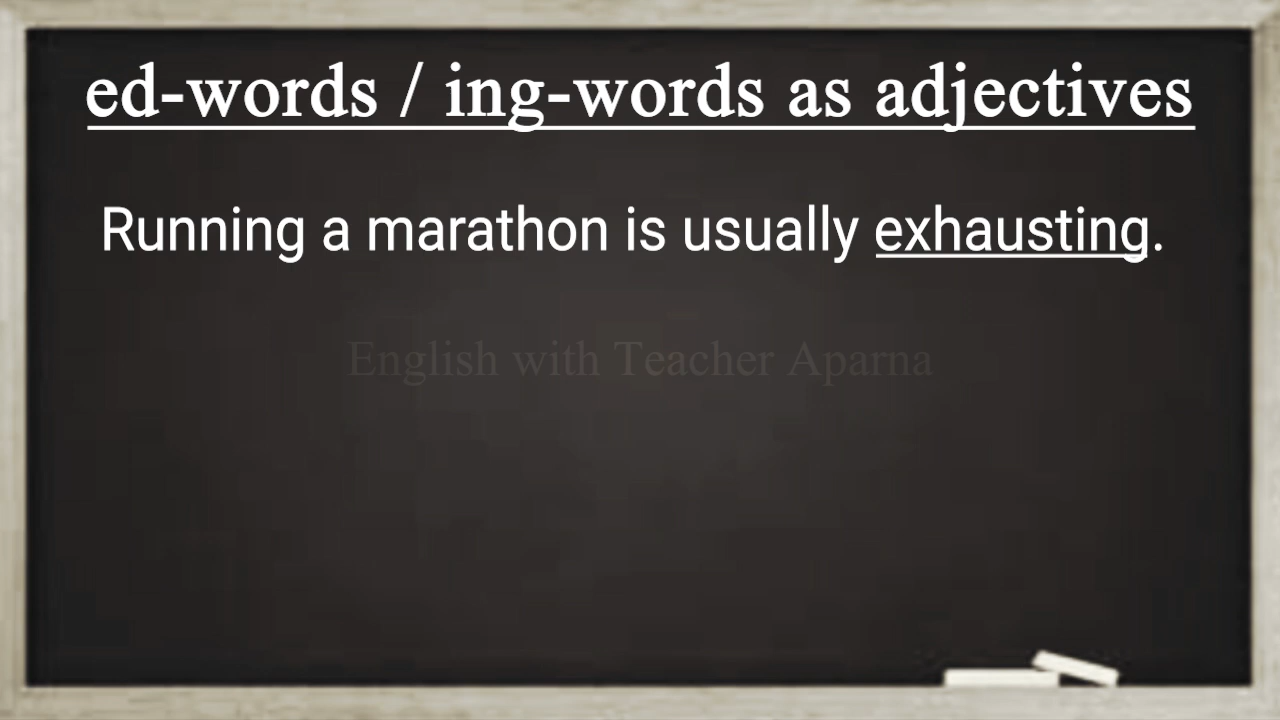 ed-words / ing-words as adjectives
Running a marathon is usually exhausting.
English with Teacher Aparna